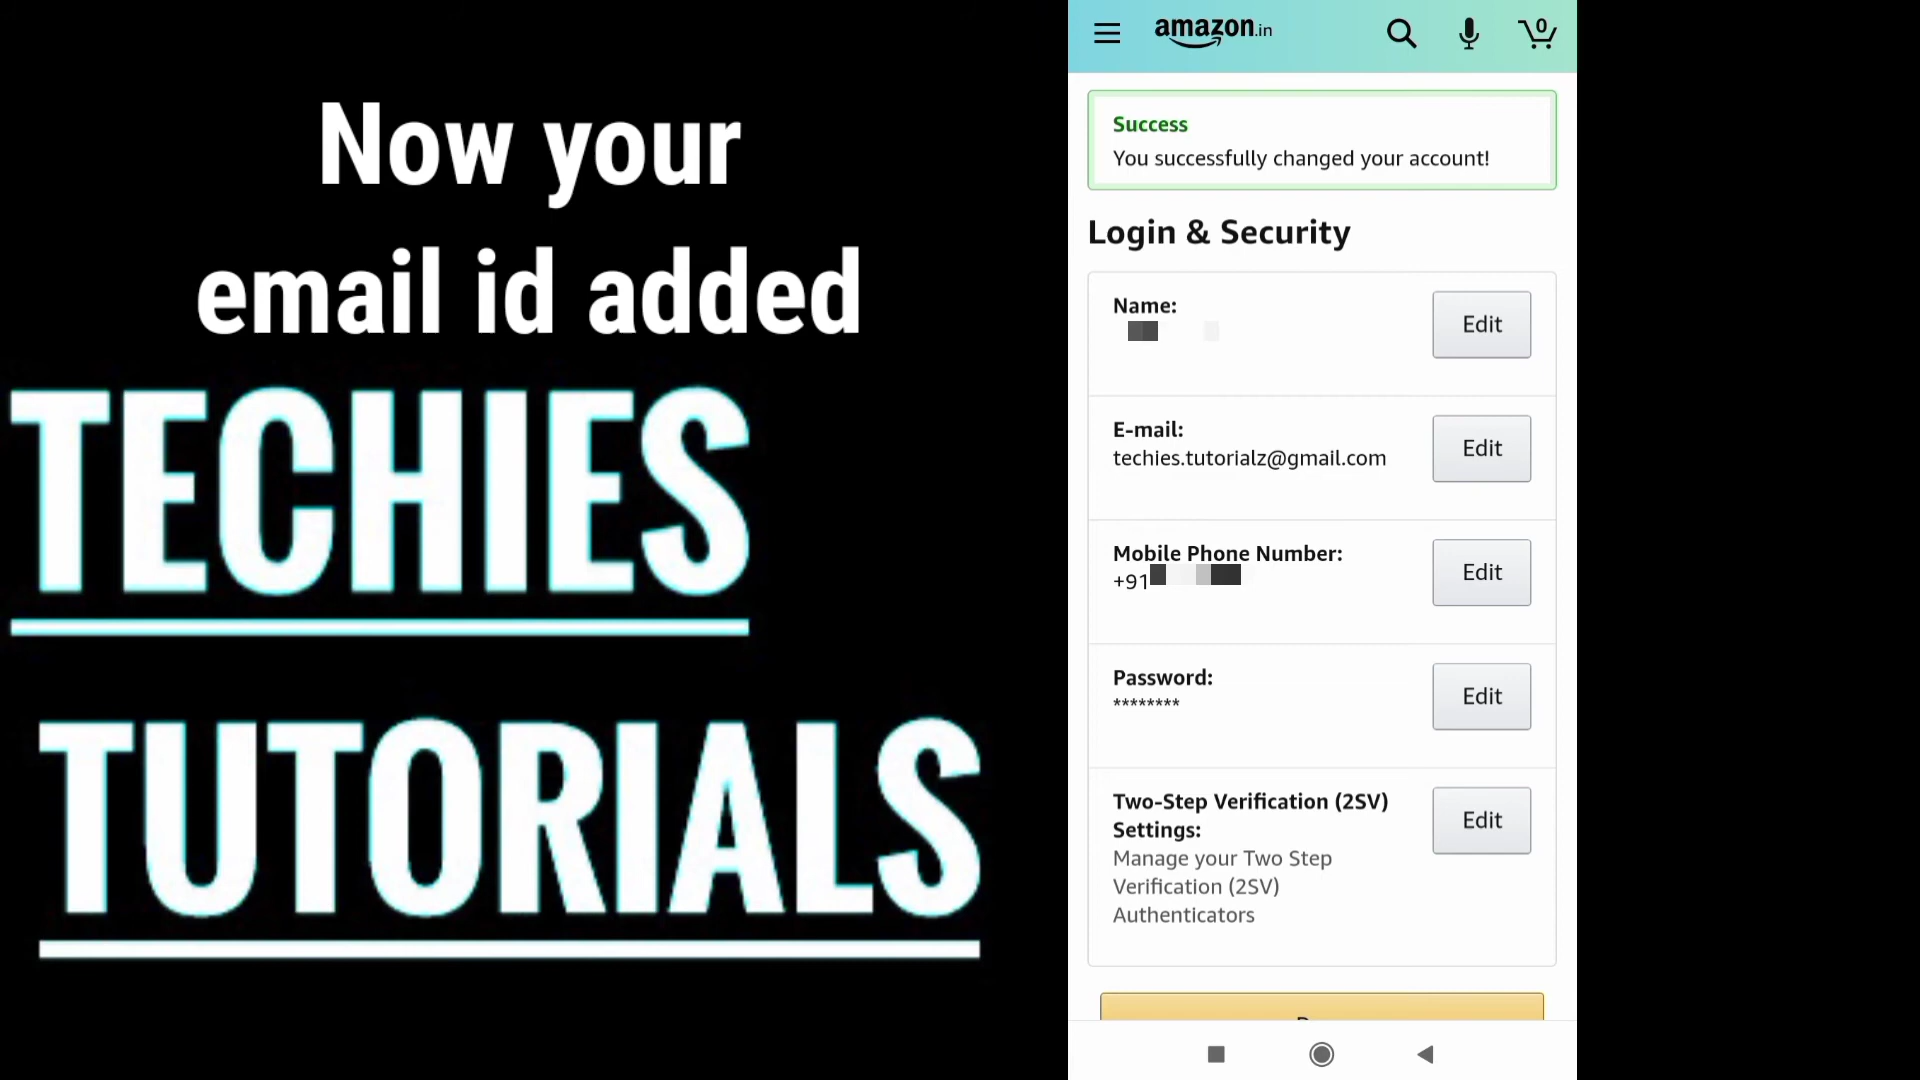 Now your
email id added
TECHIES
TUTORIALS
amazon.in
0
Success
You successfully changed your account!
Login & Security
Name:
Edit
E-mail:
techies.tutorialz@gmail.com
Edit
Mobile Phone Number:
+91
Edit
Password:
********
Edit
Two-Step Verification (2SV)
Settings:
Manage your Two Step
Verification (2SV)
Authenticators
Edit